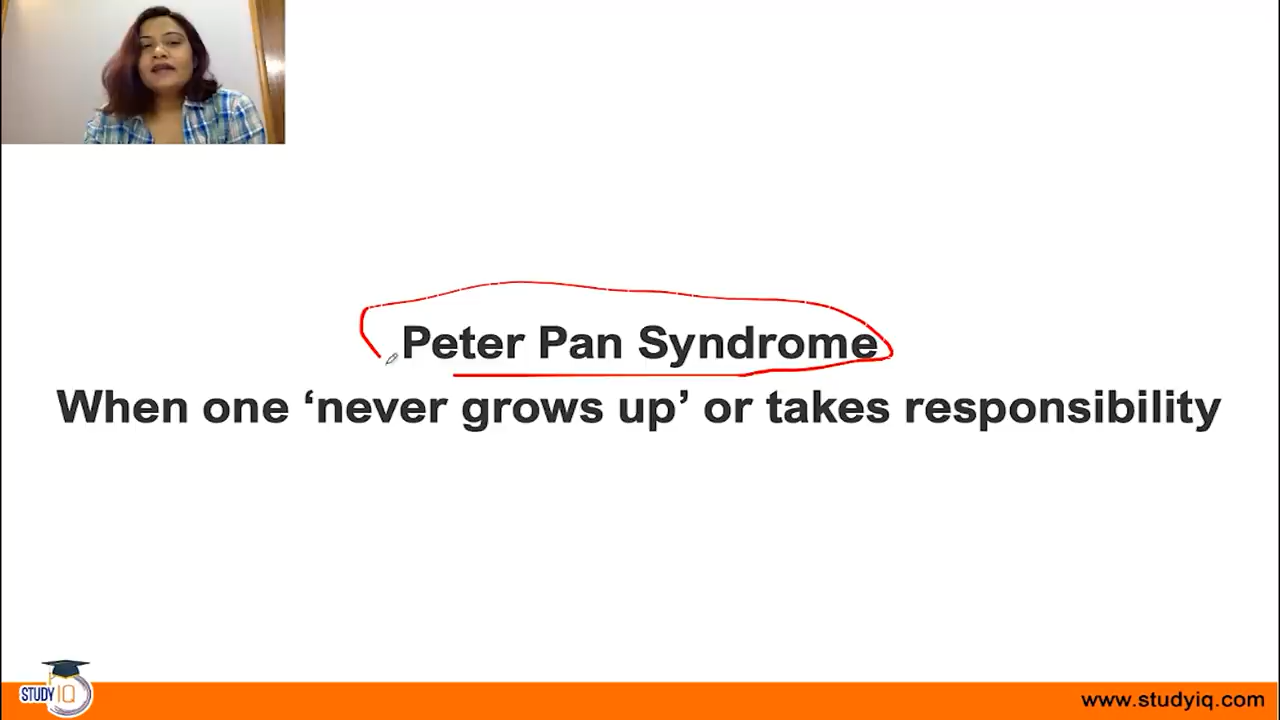 Peter Pan Syndrome
When one ‘never grows up’ or takes responsibility
STUDY IQ
www.studyiq.com